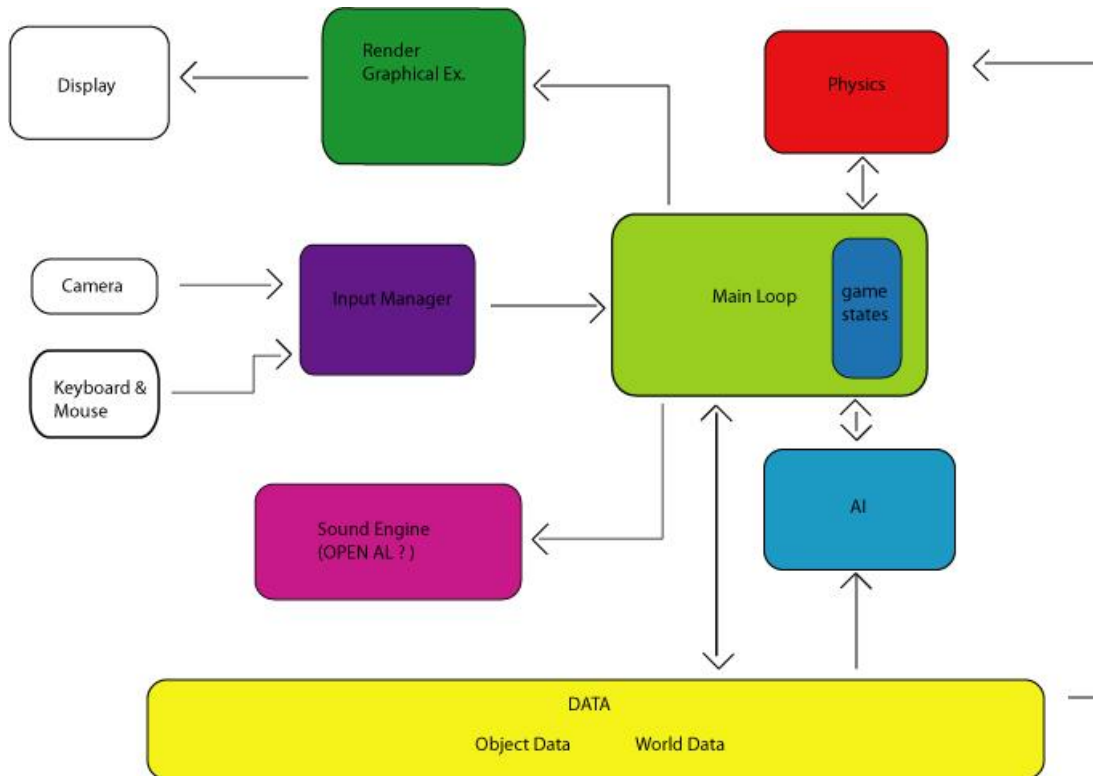 Render
Graphical Ex.
Display
Physics
Camera
Input Manager
Main Loop
game
states
Keyboard &
Mouse
Sound Engine
(OPEN AL ? )
AI
DATA
Object Data World Data